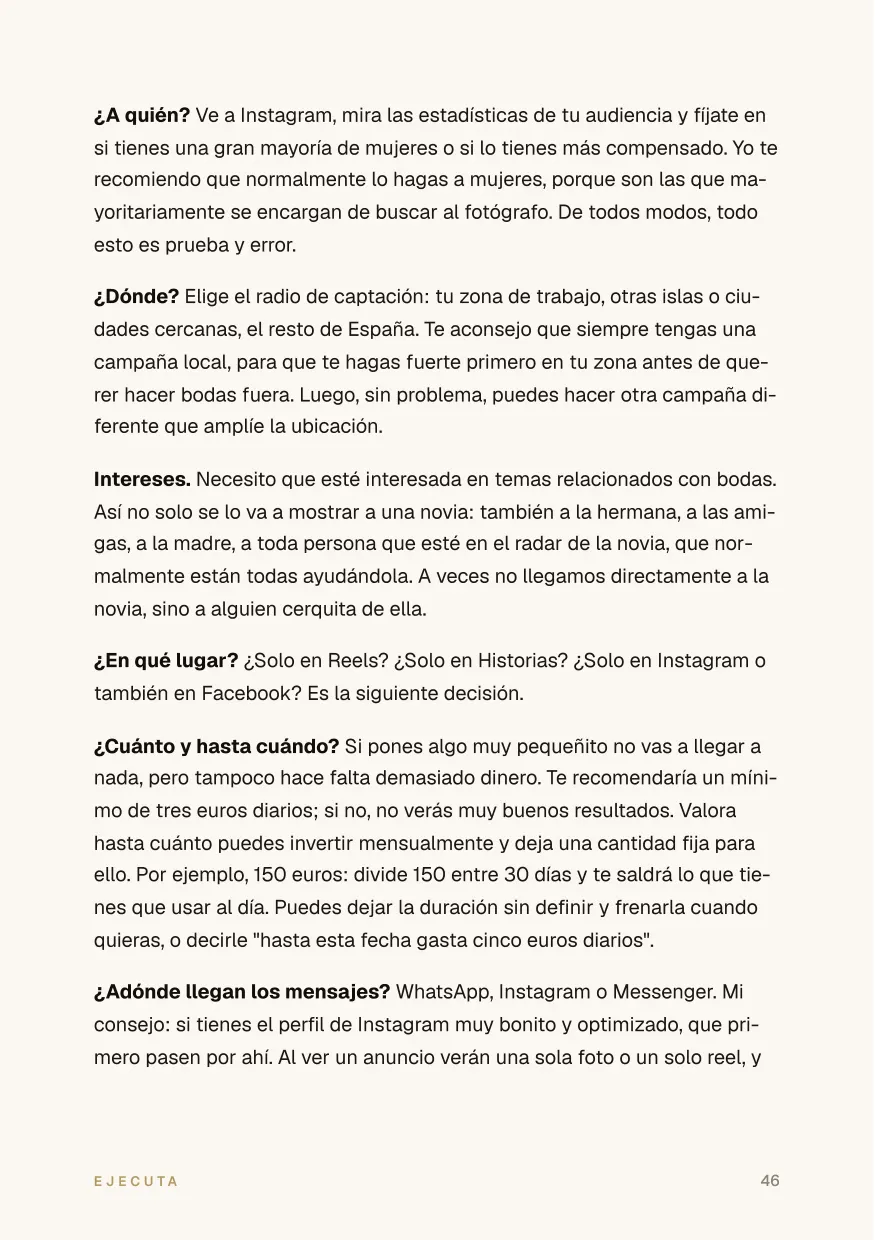 ¿A quién? Ve a Instagram, mira las estadísticas de tu audiencia y fíjate en
si tienes una gran mayoría de mujeres o si lo tienes más compensado. Yo te
recomiendo que normalmente lo hagas a mujeres, porque son las que ma-
yoritariamente se encargan de buscar al fotógrafo. De todos modos, todo
esto es prueba y error.
¿Dónde? Elige el radio de captación: tu zona de trabajo, otras islas o ciu-
dades cercanas, el resto de España. Te aconsejo que siempre tengas una
campaña local, para que te hagas fuerte primero en tu zona antes de que-
rer hacer bodas fuera. Luego, sin problema, puedes hacer otra campaña di-
ferente que amplíe la ubicación.
Intereses. Necesito que esté interesada en temas relacionados con bodas.
Así no solo se lo va a mostrar a una novia: también a la hermana, a las ami-
gas, a la madre, a toda persona que esté en el radar de la novia, que nor-
malmente están todas ayudándola. A veces no llegamos directamente a la
novia, sino a alguien cerquita de ella.
¿En qué lugar? ¿Solo en Reels? ¿Solo en Historias? ¿Solo en Instagram o
también en Facebook? Es la siguiente decisión.
¿Cuánto y hasta cuándo? Si pones algo muy pequeñito no vas a llegar a
nada, pero tampoco hace falta demasiado dinero. Te recomendaría un míni-
mo de tres euros diarios; si no, no verás muy buenos resultados. Valora
hasta cuánto puedes invertir mensualmente y deja una cantidad fija para
ello. Por ejemplo, 150 euros: divide 150 entre 30 días y te saldrá lo que tie-
nes que usar al día. Puedes dejar la duración sin definir y frenarla cuando
quieras, o decirle "hasta esta fecha gasta cinco euros diarios".
¿Adónde llegan los mensajes? WhatsApp, Instagram o Messenger. Mi
consejo: si tienes el perfil de Instagram muy bonito y optimizado, que pri-
mero pasen por ahí. Al ver un anuncio verán una sola foto o un solo reel, y
EJECUTA
46